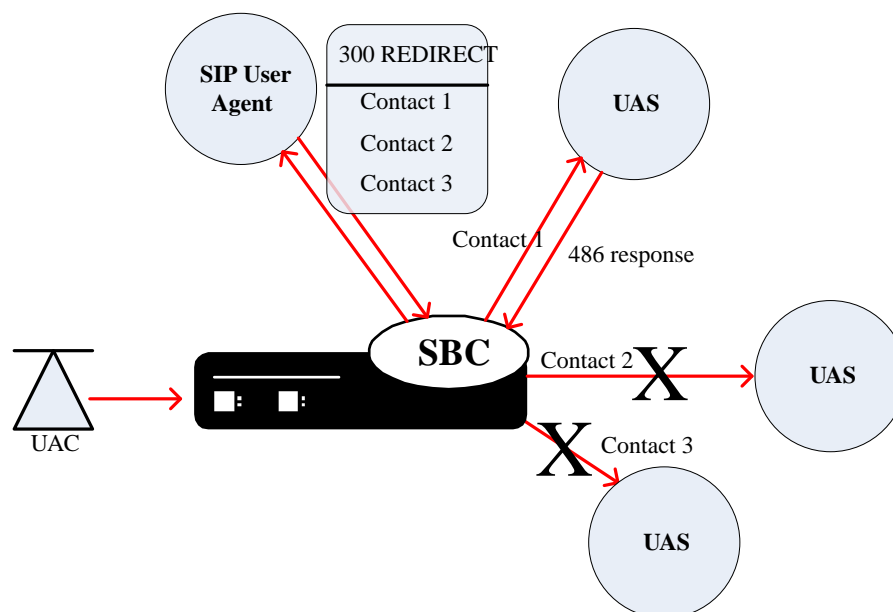 300 REDIRECT
SIP User
Agent
Contact 1
Contact 2
Contact 3
UAS
Contact 1
486 response
SBC
Contact 2
X
UAS
UAC
X
Contact 3
UAS